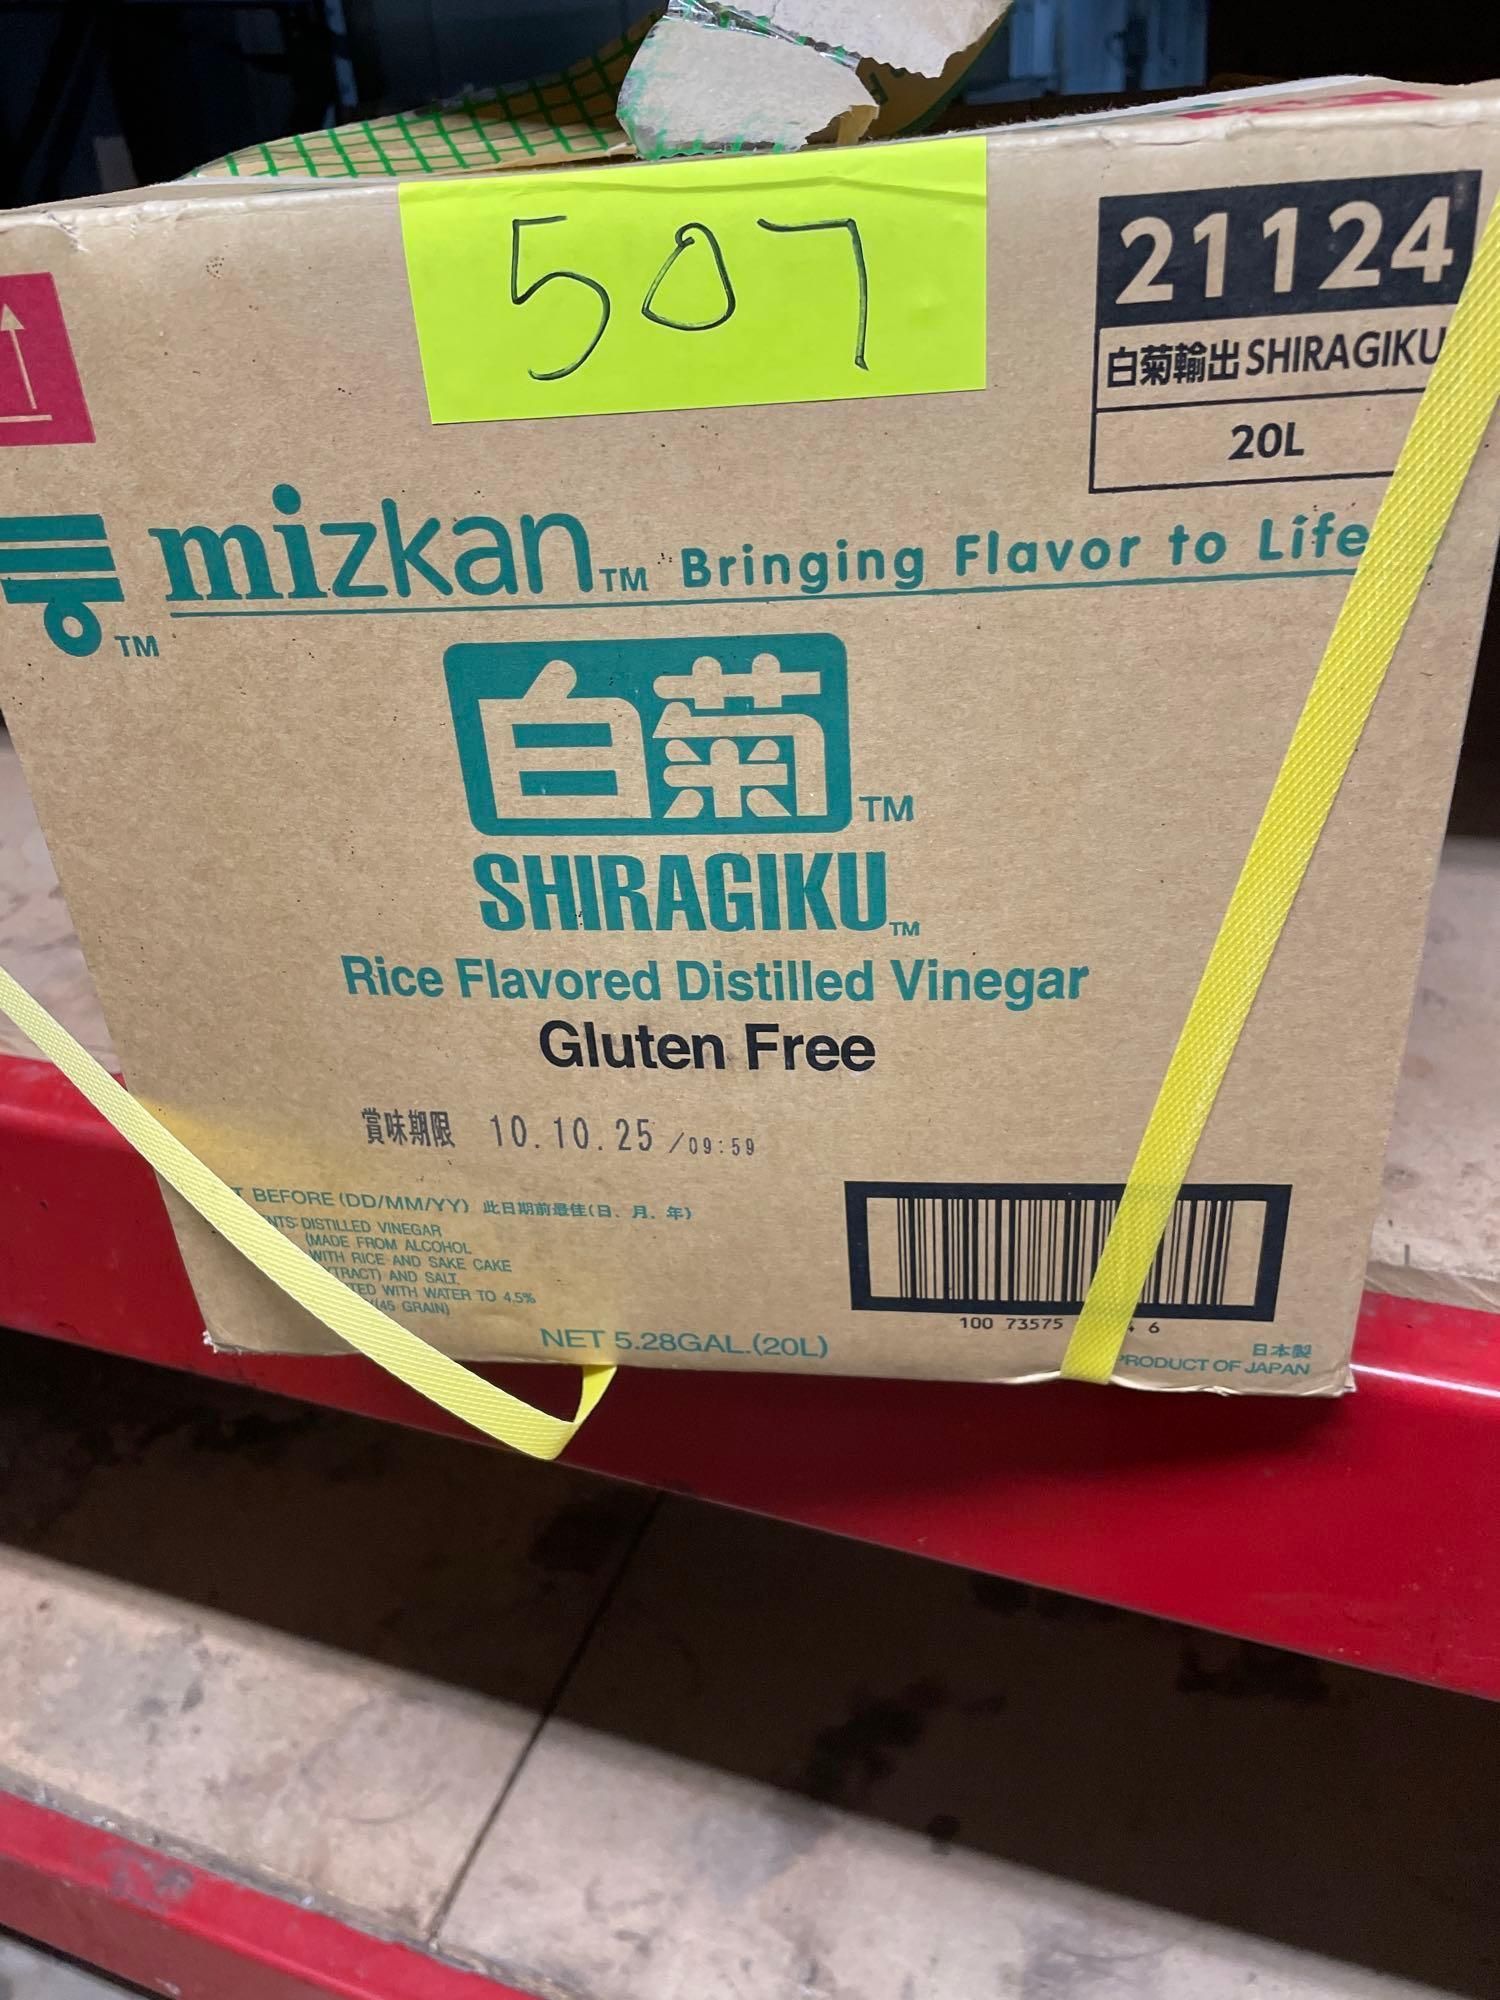 507
21124
白菊輸出 SHIRAGIKU
20L
mizkan TM Bringing Flavor to Life
TM
白菊 TM
SHIRAGIKU TM
Rice Flavored Distilled Vinegar
Gluten Free
賞味期限 10.10.25 /09:59
BEFORE (DD/MM/YY) 此日期前最佳(日、月、年)
DISTILLED VINEGAR
(MADE FROM ALCOHOL
WITH RICE AND SAKE CAKE
AND SALT.
WITH WATER TO 4.5%
(45 GRAIN)
NET 5.28GAL.(20L)
100 73575 6
日本製
PRODUCT OF JAPAN